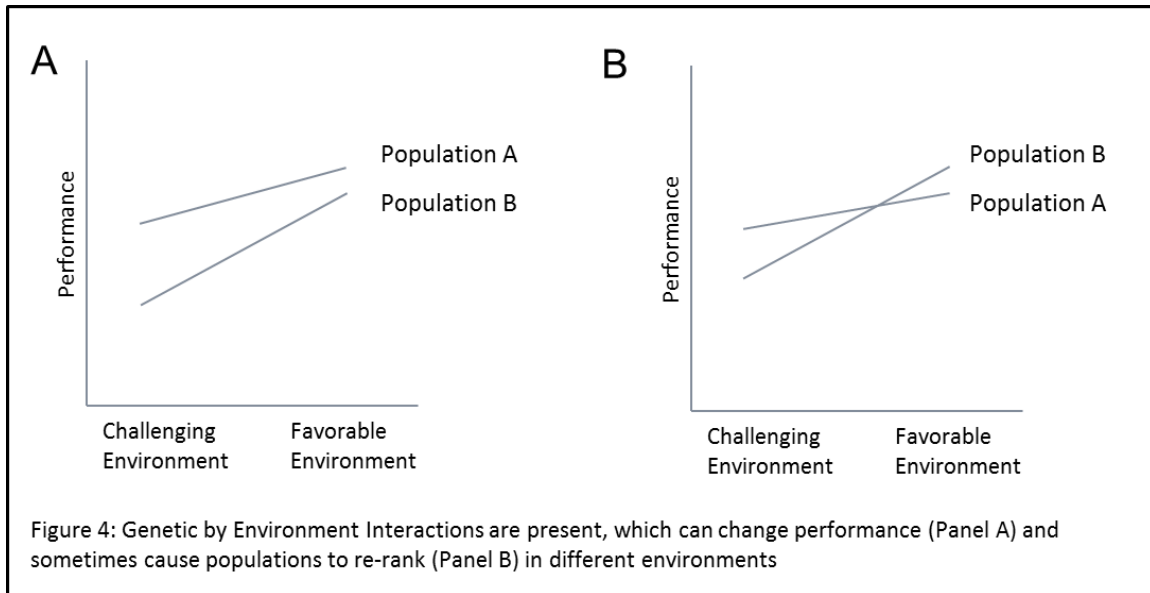 A
Performance
Population A
Population B
Challenging
Environment
Favorable
Environment
B
Performance
Population B
Population A
Challenging
Environment
Favorable
Environment
Figure 4: Genetic by Environment Interactions are present, which can change performance (Panel A) and
sometimes cause populations to re-rank (Panel B) in different environments